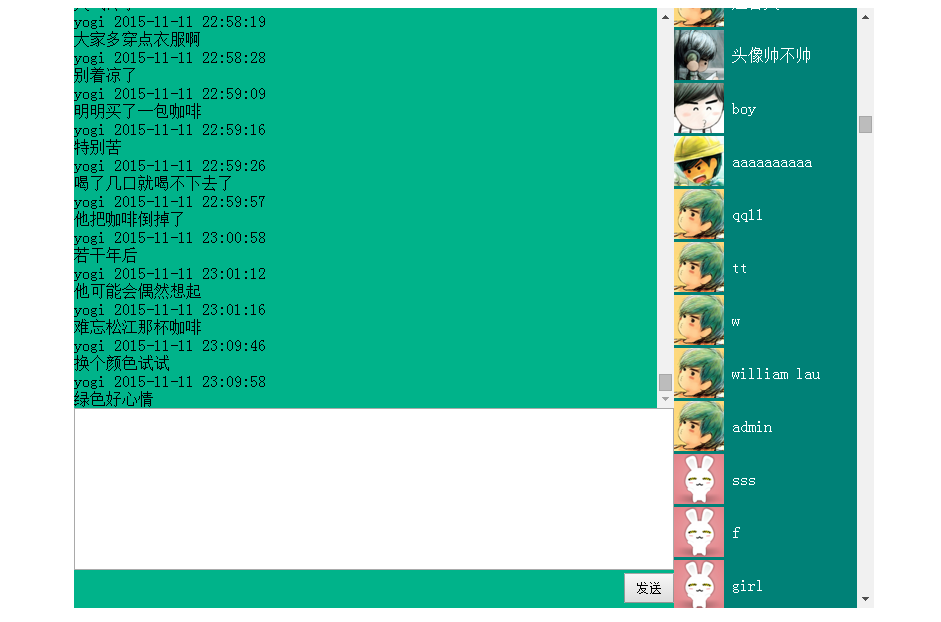 yogi 2015-11-11 22:58:19
大家多穿点衣服啊
yogi 2015-11-11 22:58:28
别着凉了
yogi 2015-11-11 22:59:09
明明买了一包咖啡
yogi 2015-11-11 22:59:16
特别苦
yogi 2015-11-11 22:59:26
喝了几口就喝不下去了
yogi 2015-11-11 22:59:57
他把咖啡倒掉了
yogi 2015-11-11 23:00:58
若干年后
yogi 2015-11-11 23:01:12
他可能会偶然想起
yogi 2015-11-11 23:01:16
难忘松江那杯咖啡
yogi 2015-11-11 23:09:46
换个颜色试试
yogi 2015-11-11 23:09:58
绿色好心情
发送
头像帅不帅
boy
aaaaaaaaaa
qq11
tt
w
william lau
admin
sss
f
girl